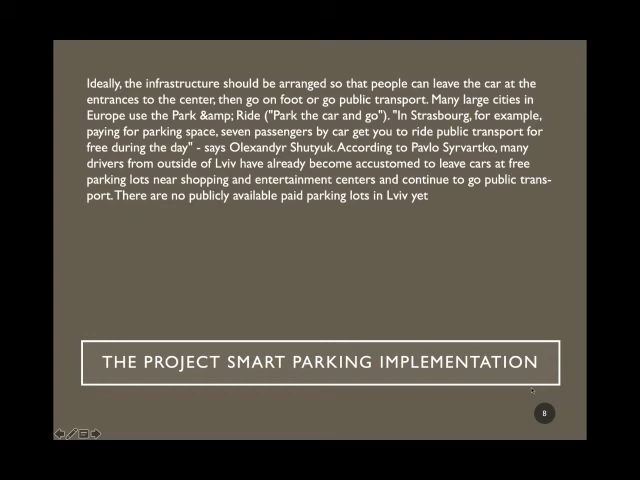 Ideally, the infrastructure should be arranged so that people can leave the car at the
entrances to the center, then go on foot or go public transport. Many large cities in
Europe use the Park &amp; Ride ("Park the car and go"). "In Strasbourg, for example,
paying for parking space, seven passengers by car get you to ride public transport for
free during the day" - says Olexandyr Shutyuk. According to Pavlo Syrvartko, many
drivers from outside of Lviv have already become accustomed to leave cars at free
parking lots near shopping and entertainment centers and continue to go public trans-
port. There are no publicly available paid parking lots in Lviv yet
THE PROJECT SMART PARKING IMPLEMENTATION
8